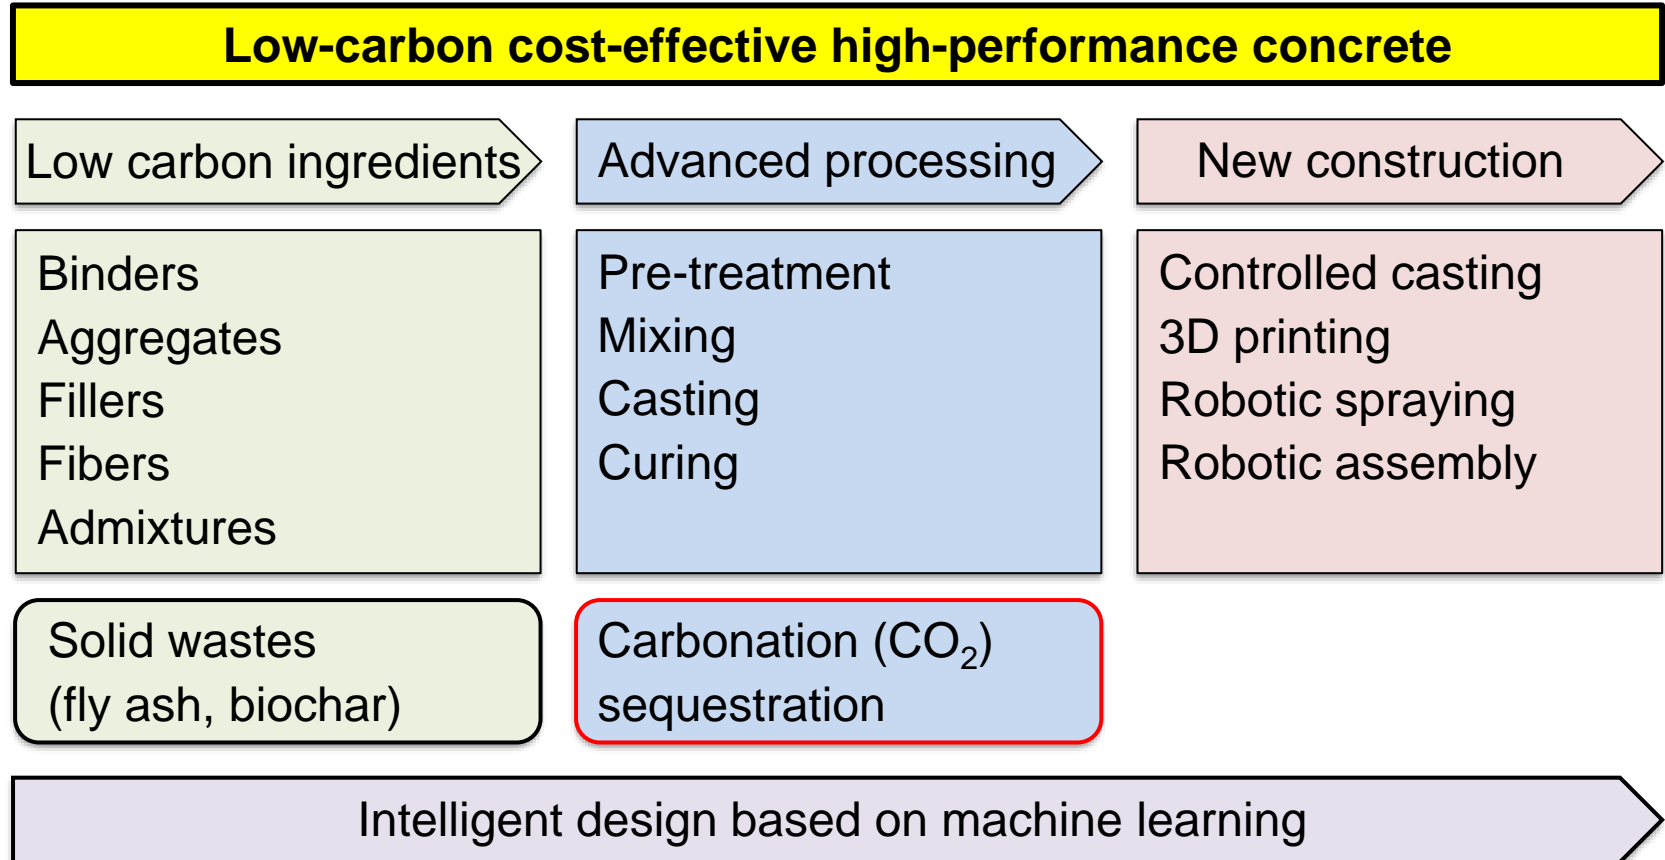 Low-carbon cost-effective high-performance concrete
Low carbon ingredients
Binders
Aggregates
Fillers
Fibers
Admixtures
Solid wastes
(fly ash, biochar)
Advanced processing
Pre-treatment
Mixing
Casting
Curing
Carbonation (CO₂)
sequestration
New construction
Controlled casting
3D printing
Robotic spraying
Robotic assembly
Intelligent design based on machine learning